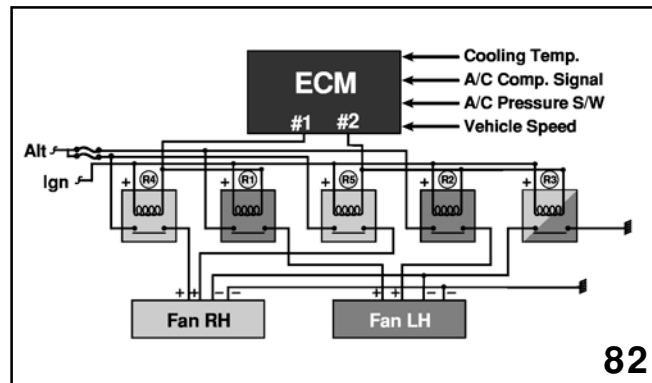 ECM
#1 #2
Cooling Temp.
A/C Comp. Signal
A/C Pressure S/W
Vehicle Speed
Alt
Ign
+ R4 + R1 + R5 + R2 + R3
+ + − − + + − −
Fan RH Fan LH
82